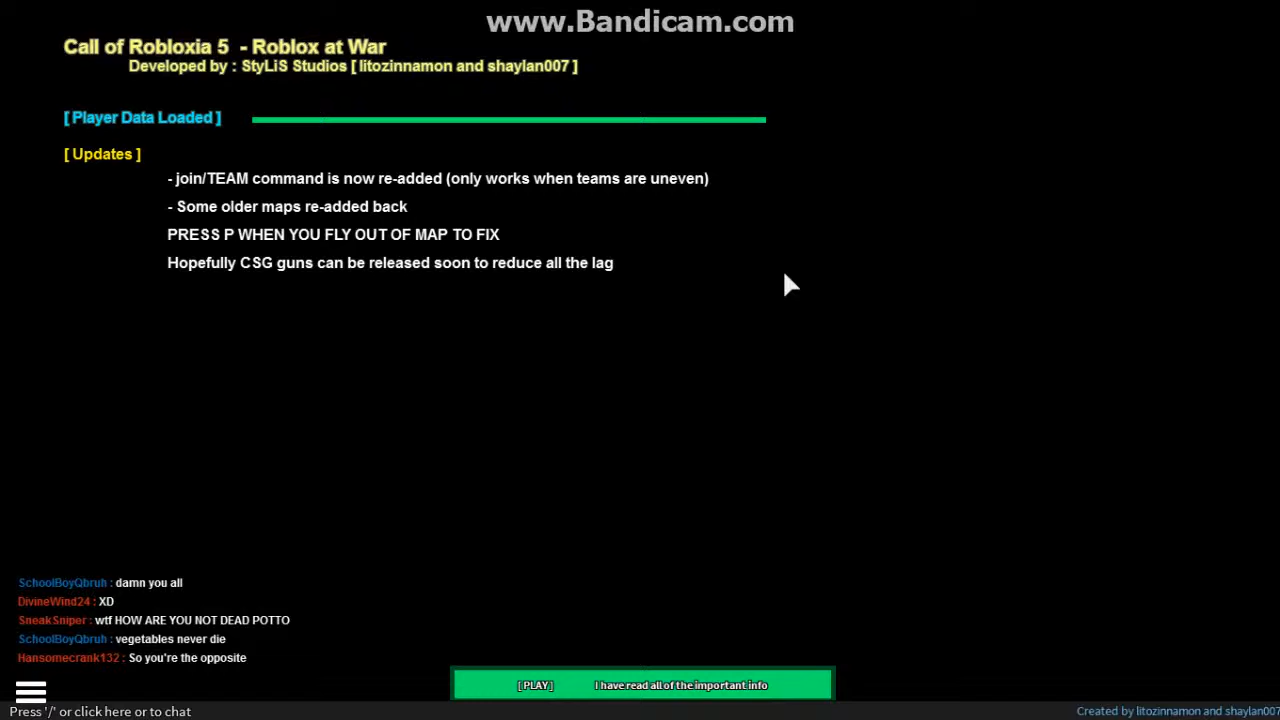 www.Bandicam.com
Call of Robloxia 5 - Roblox at War
Developed by : StyLiS Studios [ litozinnamon and shaylan007 ]
[ Player Data Loaded ]
[ Updates ]
- join/TEAM command is now re-added (only works when teams are uneven)
- Some older maps re-added back
PRESS P WHEN YOU FLY OUT OF MAP TO FIX
Hopefully CSG guns can be released soon to reduce all the lag
SchoolBoyQbruh : damn you all
DivineWind24 : XD
SneakSniper : wtf HOW ARE YOU NOT DEAD POTTO
SchoolBoyQbruh : vegetables never die
Hansomecrank132 : So you're the opposite
[PLAY] I have read all of the important info
Press '/' or click here or to chat
Created by litozinnamon and shaylan007